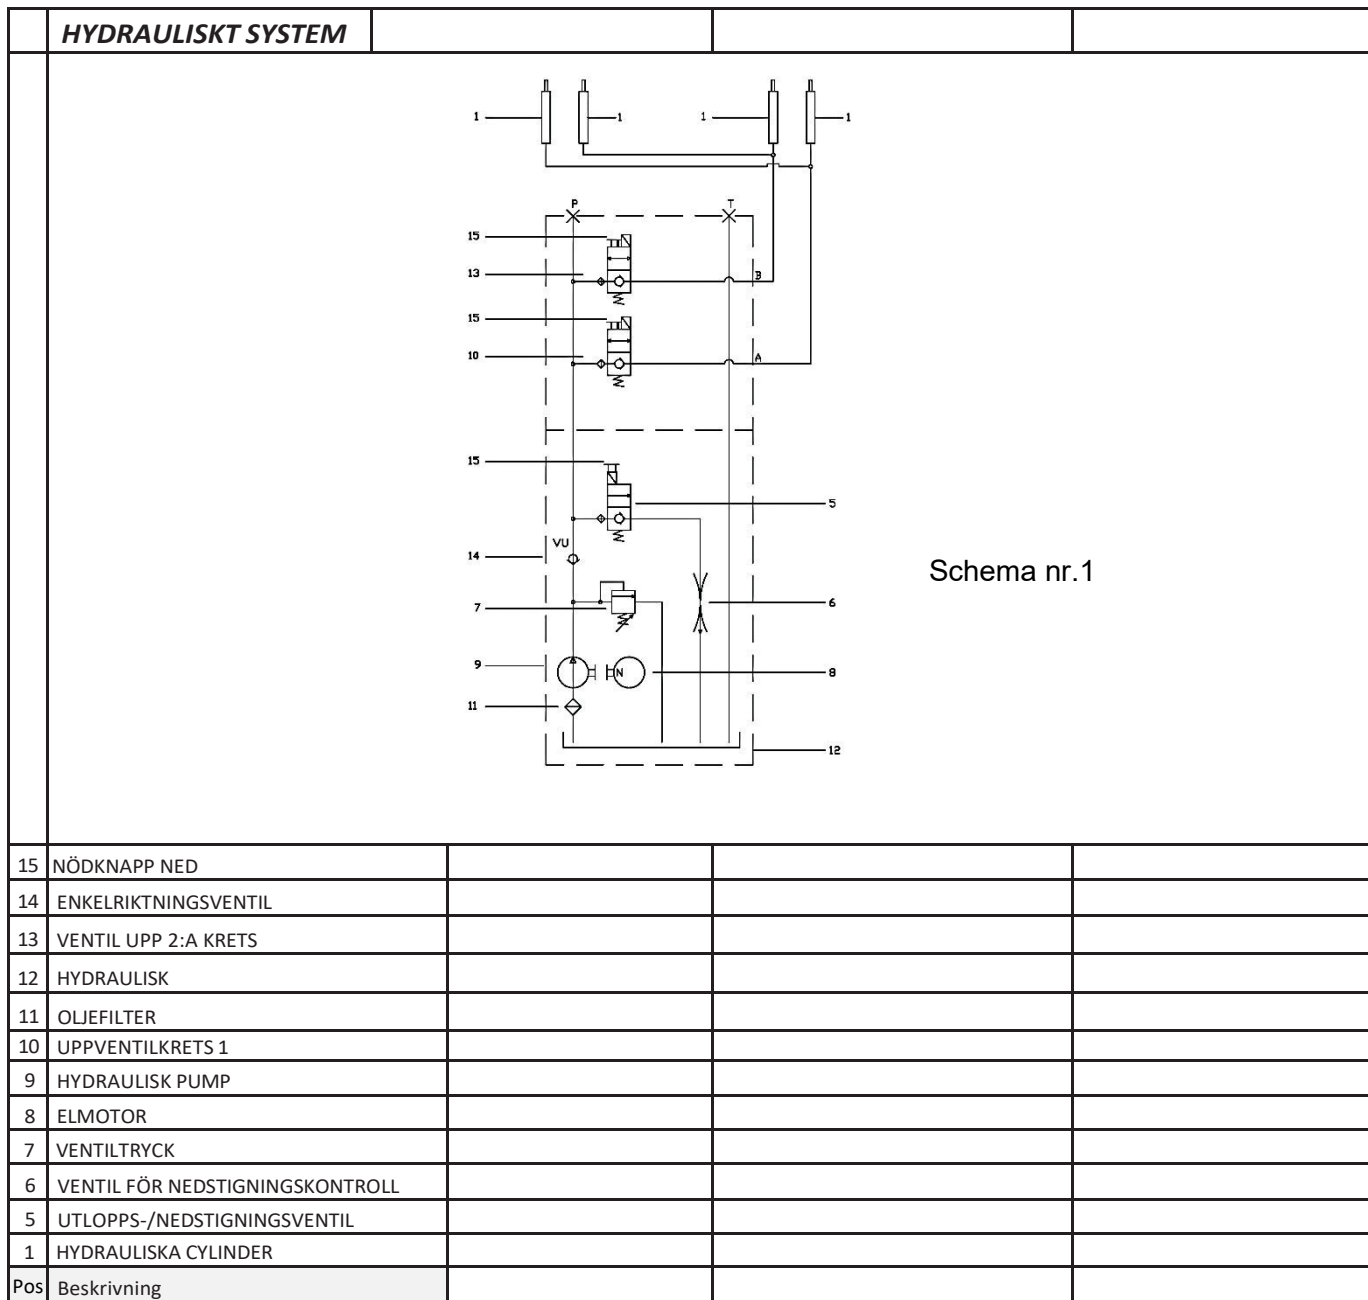 HYDRAULISKT SYSTEM
1 1 1 1
P T
15
13 B
15
10 A
15
5
VU
14
7 6
9 N 8
11
12
Schema nr.1
15 NÖDKNAPP NED
14 ENKELRIKTNINGSVENTIL
13 VENTIL UPP 2:A KRETS
12 HYDRAULISK
11 OLJEFILTER
10 UPPVENTILKRETS 1
9 HYDRAULISK PUMP
8 ELMOTOR
7 VENTILTRYCK
6 VENTIL FÖR NEDSTIGNINGSKONTROLL
5 UTLOPPS-/NEDSTIGNINGSVENTIL
1 HYDRAULISKA CYLINDER
Pos Beskrivning